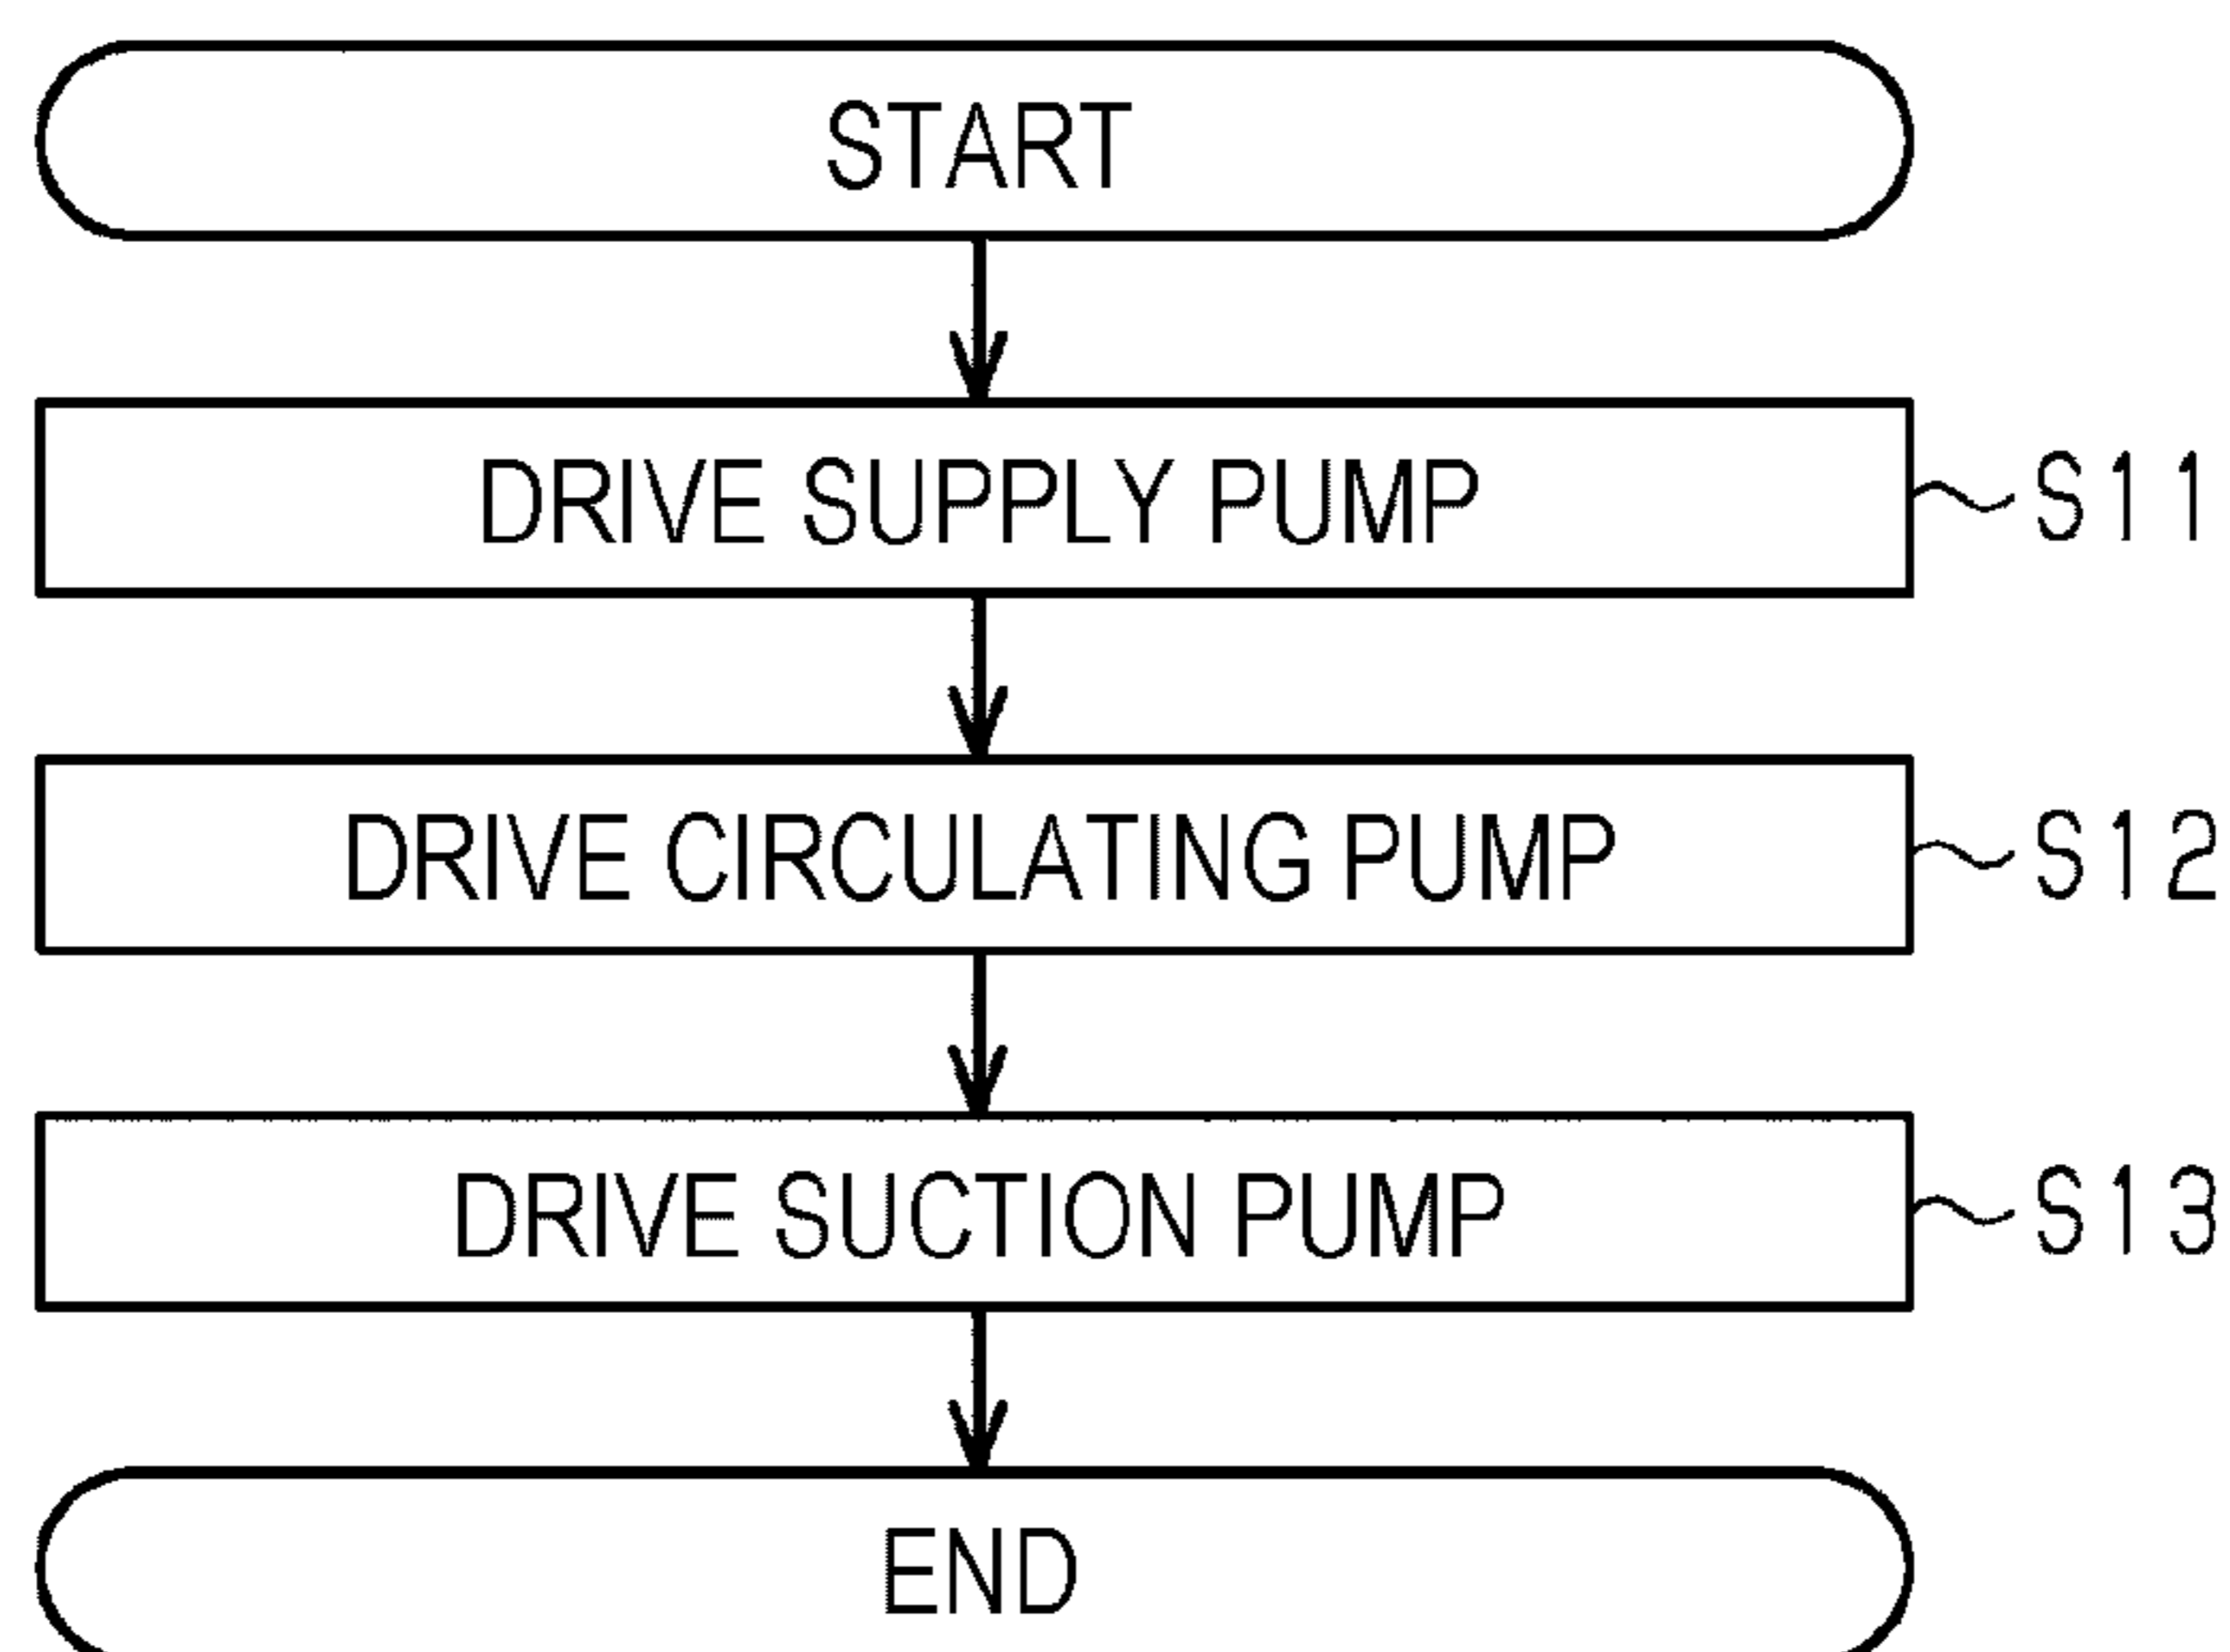 START
DRIVE SUPPLY PUMP S11
DRIVE CIRCULATING PUMP S12
DRIVE SUCTION PUMP S13
END